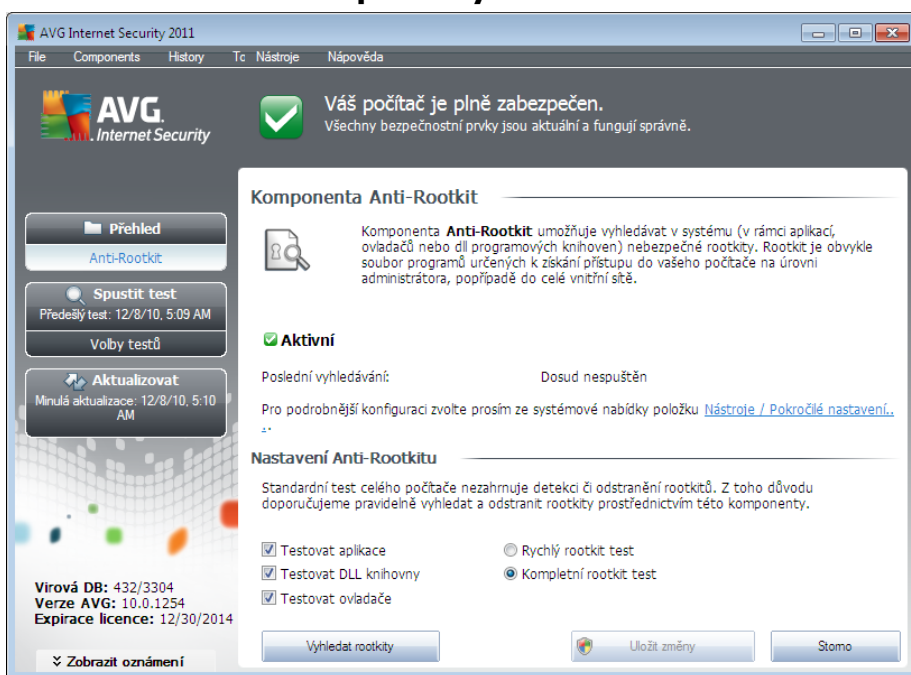 AVG Internet Security 2011
File Components History Tc Nástroje Nápověda
AVG.
Internet Security
Váš počítač je plně zabezpečen.
Všechny bezpečnostní prvky jsou aktuální a fungují správně.
Přehled
Anti-Rootkit
Spustit test
Předešlý test: 12/8/10, 5:09 AM
Volby testů
Aktualizovat
Minulá aktualizace: 12/8/10, 5:10
AM
Virová DB: 432/3304
Verze AVG: 10.0.1254
Expirace licence: 12/30/2014
Zobrazit oznámení
Komponenta Anti-Rootkit
Komponenta Anti-Rootkit umožňuje vyhledávat v systému (v rámci aplikací,
ovladačů nebo dll programových knihoven) nebezpečné rootkity. Rootkit je obvykle
soubor programů určených k získání přístupu do vašeho počítače na úrovni
administrátora, popřípadě do celé vnitřní sítě.
Aktivní
Poslední vyhledávání: Dosud nespuštěn
Pro podrobnější konfiguraci zvolte prosím ze systémové nabídky položku Nástroje / Pokročilé nastavení..
..
Nastavení Anti-Rootkitu
Standardní test celého počítače nezahrnuje detekci či odstranění rootkitů. Z toho důvodu
doporučujeme pravidelně vyhledat a odstranit rootkity prostřednictvím této komponenty.
Testovat aplikace Rychlý rootkit test
Testovat DLL knihovny Kompletní rootkit test
Testovat ovladače
Vyhledat rootkity Uložit změny Storno